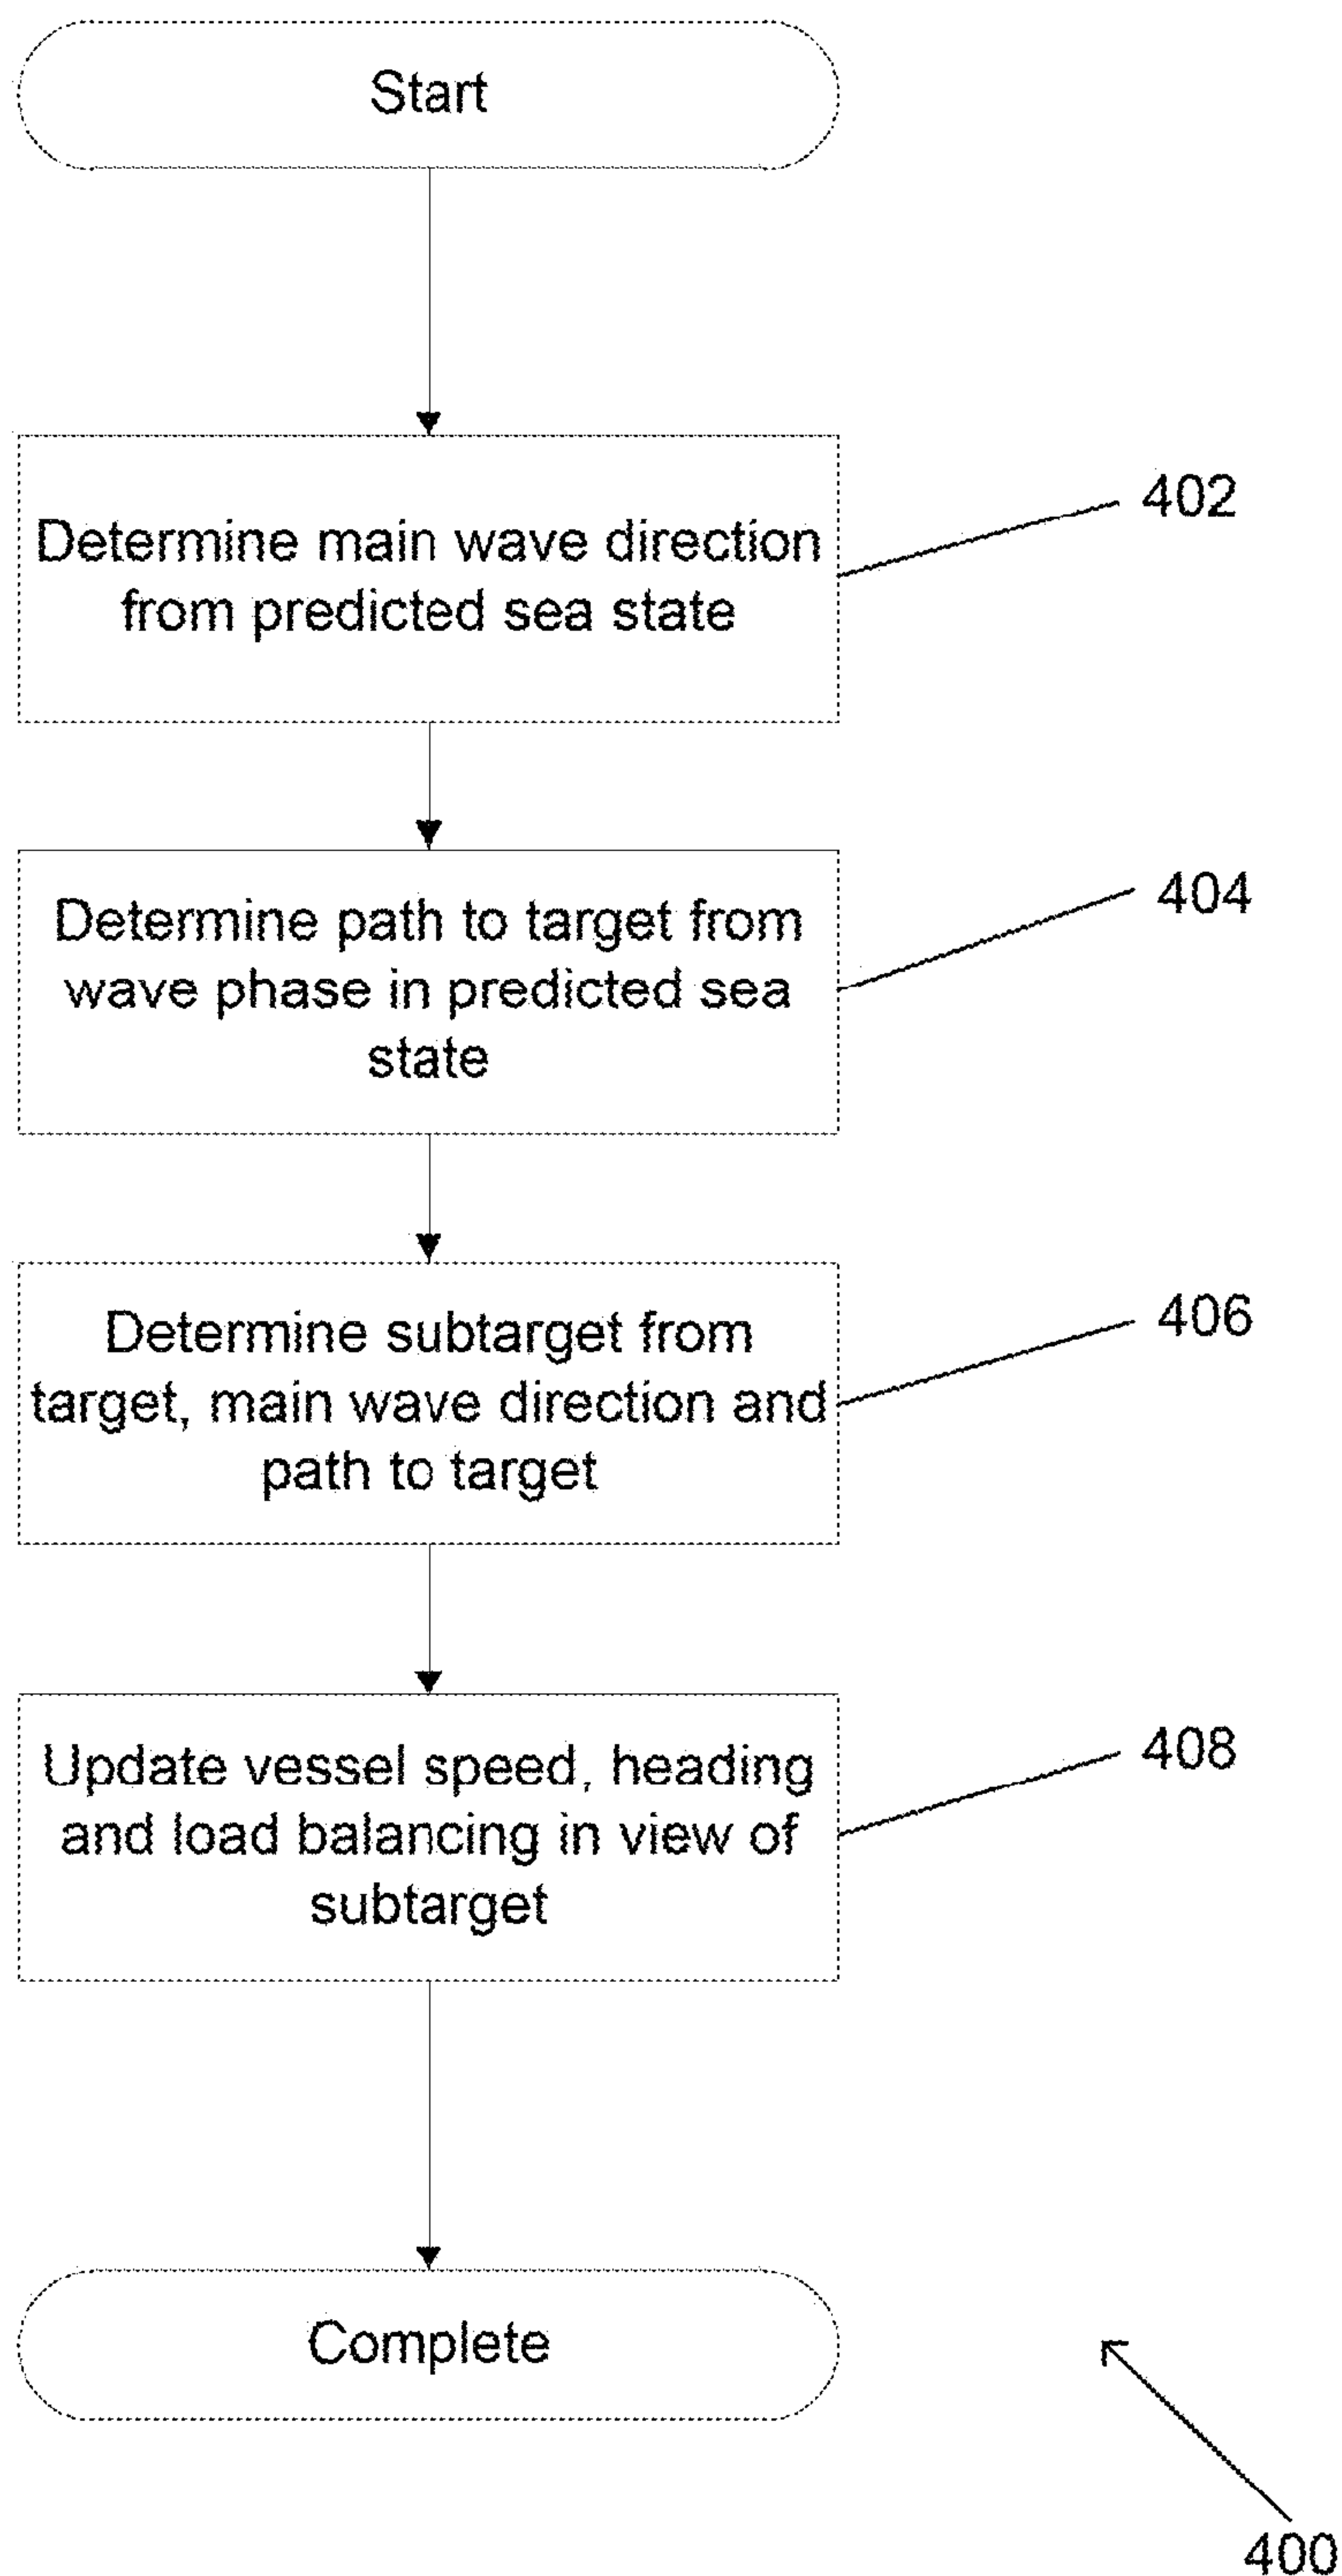 Start
Determine main wave direction
from predicted sea state
402
Determine path to target from
wave phase in predicted sea
state
404
Determine subtarget from
target, main wave direction and
path to target
406
Update vessel speed, heading
and load balancing in view of
subtarget
408
Complete
400